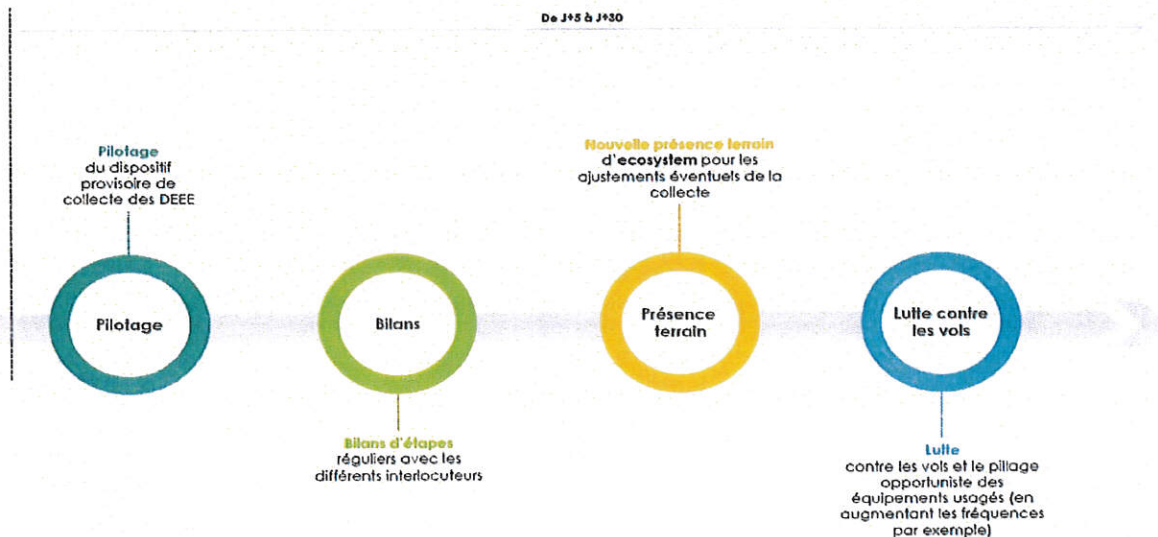 De J+5 à J+30
Pilotage
du dispositif
provisoire de
collecte des DEEE
Nouvelle présence terrain
d'ecosystem pour les
ajustements éventuels de la
collecte
Pilotage
Bilans
Présence
terrain
Lutte contre
les vols
Bilans d'étapes
réguliers avec les
différents interlocuteurs
Lutte
contre les vols et le pillage
opportuniste des
équipements usagés (en
augmentant les fréquences
par exemple)